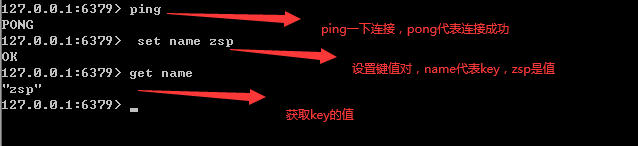 127.0.0.1:6379> ping
PONG
ping一下连接，pong代表连接成功
127.0.0.1:6379>  set name zsp
OK
设置键值对，name代表key，zsp是值
127.0.0.1:6379> get name
"zsp"
127.0.0.1:6379> _
获取key的值